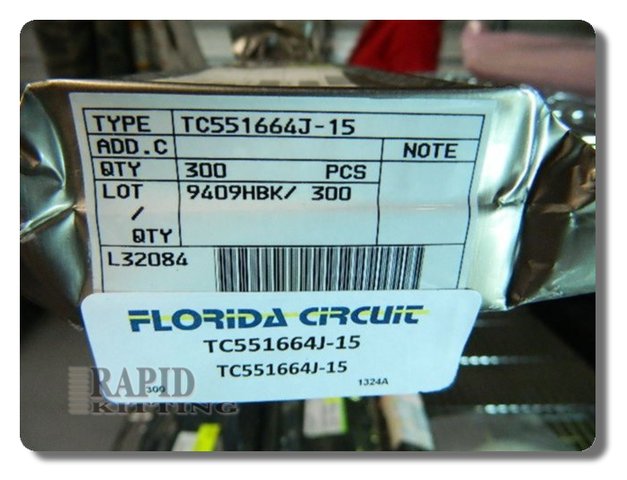 TYPE TC551664J-15
ADD.C NOTE
QTY 300 PCS
LOT 9409HBK/ 300
/
QTY
L32084
FLORIDA CIRCUIT
TC551664J-15
TC551664J-15
300 1324A
RAPID
KITTING